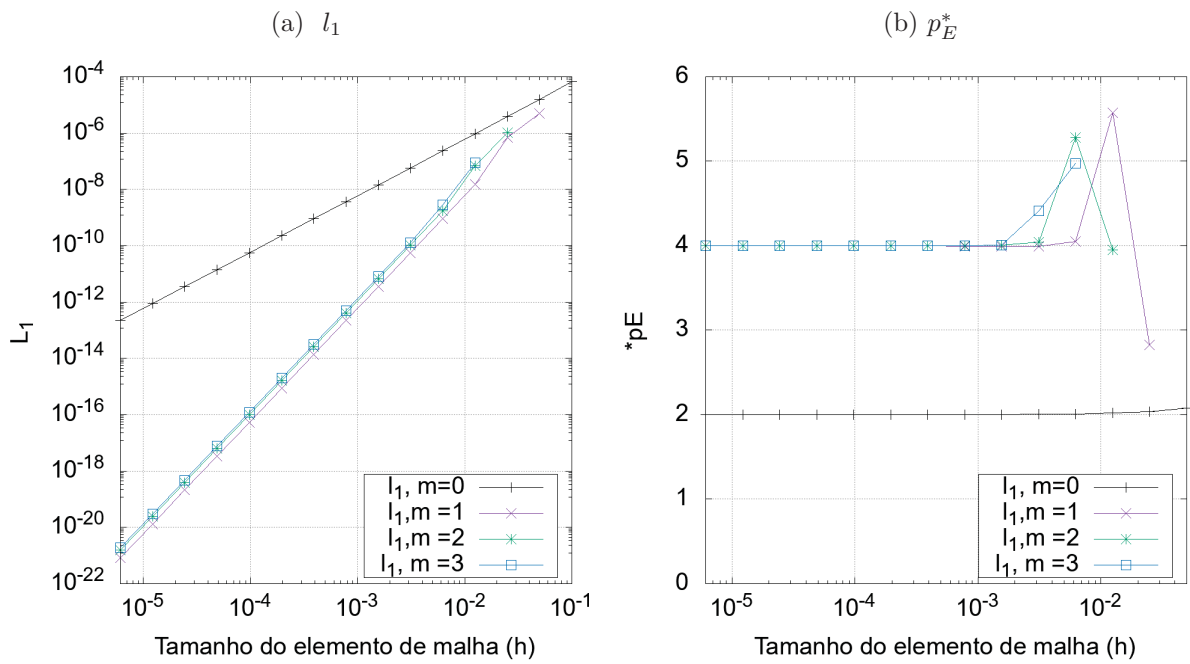 (a) l₁
10⁻⁴
10⁻⁶
10⁻⁸
10⁻¹⁰
10⁻¹²
10⁻¹⁴
10⁻¹⁶
10⁻¹⁸
10⁻²⁰
10⁻²²
L₁
l₁, m=0
l₁,m =1
l₁,m =2
l₁, m =3
10⁻⁵ 10⁻⁴ 10⁻³ 10⁻² 10⁻¹
Tamanho do elemento de malha (h)
(b) p*_E
6
5
4
3
2
1
0
*pE
l₁, m=0
l₁,m =1
l₁,m =2
l₁, m =3
10⁻⁵ 10⁻⁴ 10⁻³ 10⁻²
Tamanho do elemento de malha (h)